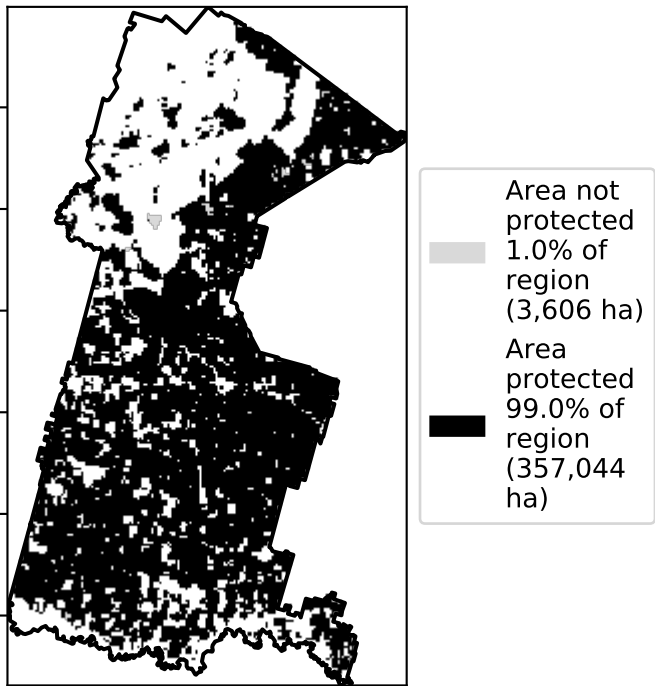 Area not
protected
1.0% of
region
(3,606 ha)
Area
protected
99.0% of
region
(357,044
ha)